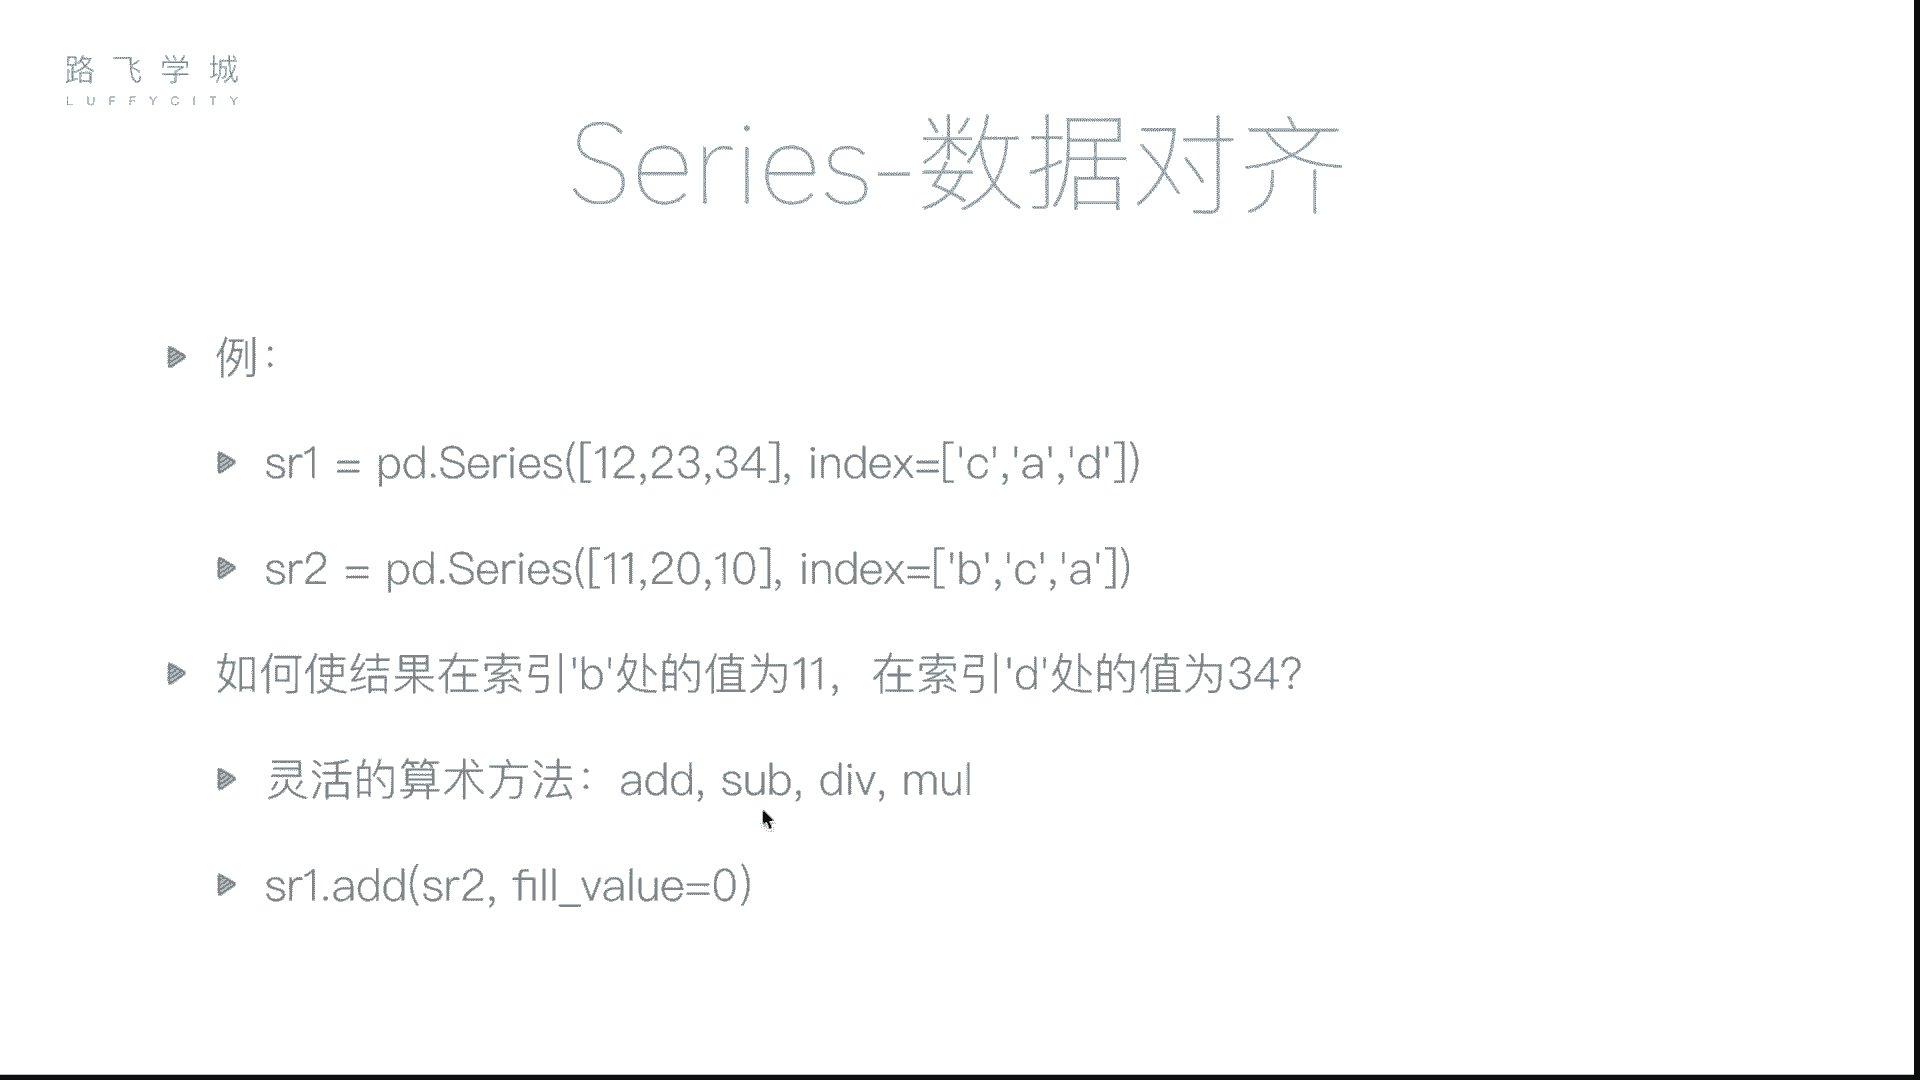 路飞学城
LUFFYCITY
Series-数据对齐
例：
sr1 = pd.Series([12,23,34], index=['c','a','d'])
sr2 = pd.Series([11,20,10], index=['b','c','a'])
如何使结果在索引'b'处的值为11，在索引'd'处的值为34？
灵活的算术方法：add, sub, div, mul
sr1.add(sr2, fill_value=0)